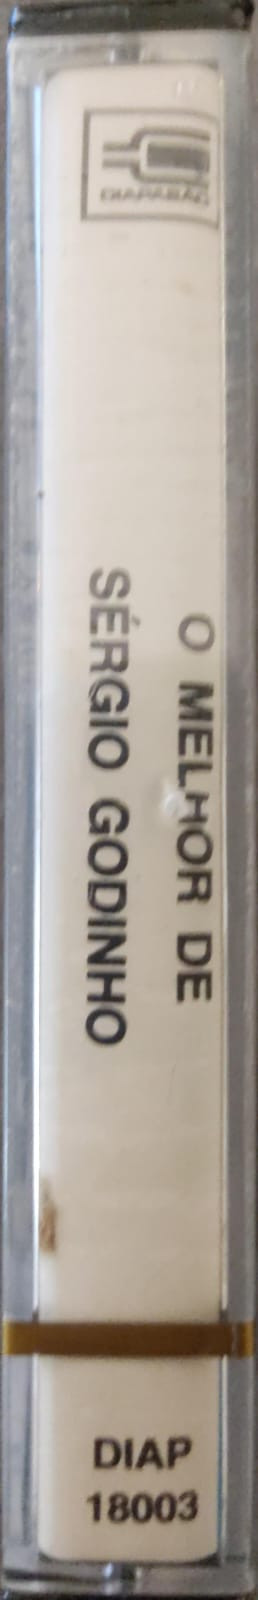 DIAPASÃO
O MELHOR DE
SÉRGIO GODINHO
DIAP
18003